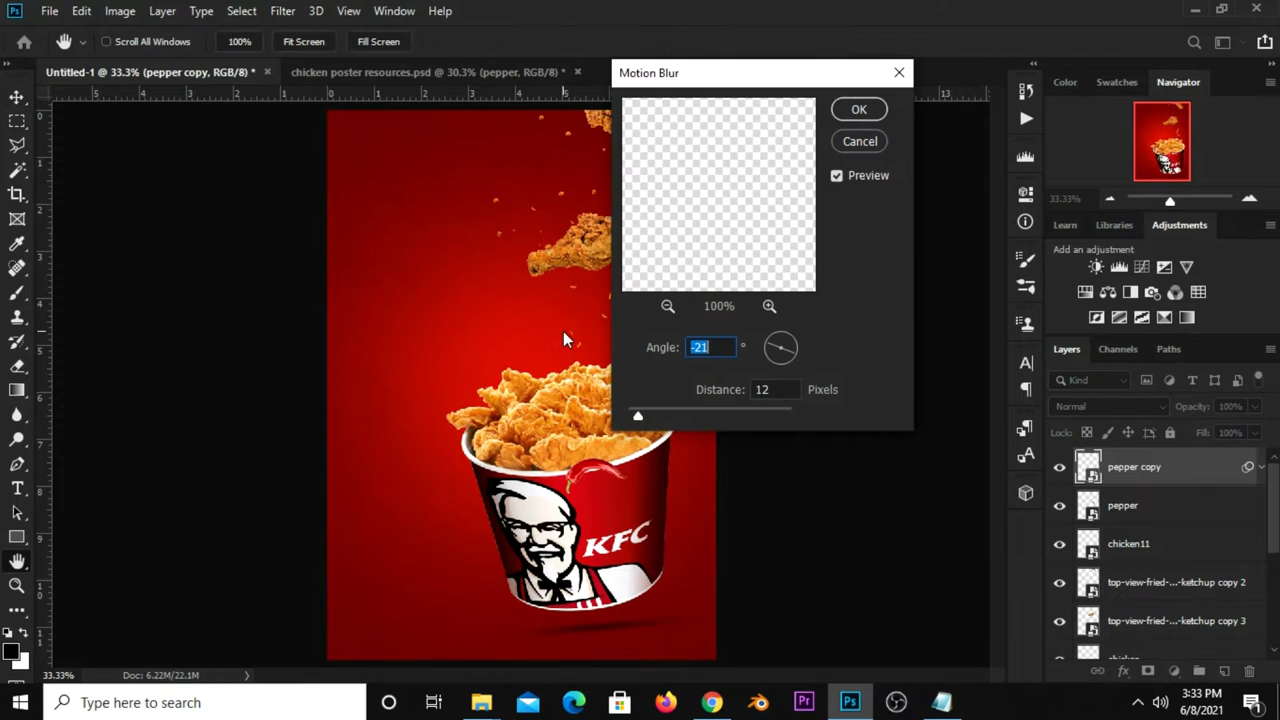 Ps File Edit Image Layer Type Select Filter 3D View Window Help
Scroll All Windows 100% Fit Screen Fill Screen
Untitled-1 @ 33.3% (pepper copy, RGB/8) * × chicken poster resources.psd @ 30.3% (pepper, RGB/8) * ×
Motion Blur
OK
Cancel
Preview
100%
Angle: -21 °
Distance: 12 Pixels
KFC
Color Swatches Navigator
33.33%
Learn Libraries Adjustments
Add an adjustment
Layers Channels Paths
Kind
Normal Opacity: 100%
Lock: Fill: 100%
pepper copy
pepper
chicken11
top-view-fried-...-ketchup copy 2
top-view-fried-...-ketchup copy 3
chicken
33.33% Doc: 6.22M/22.1M
Type here to search
Pr Ps
3:33 PM
6/8/2021